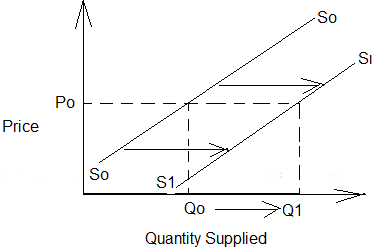 So
S1
Po
Price
So
S1
Qo
Q1
Quantity Supplied